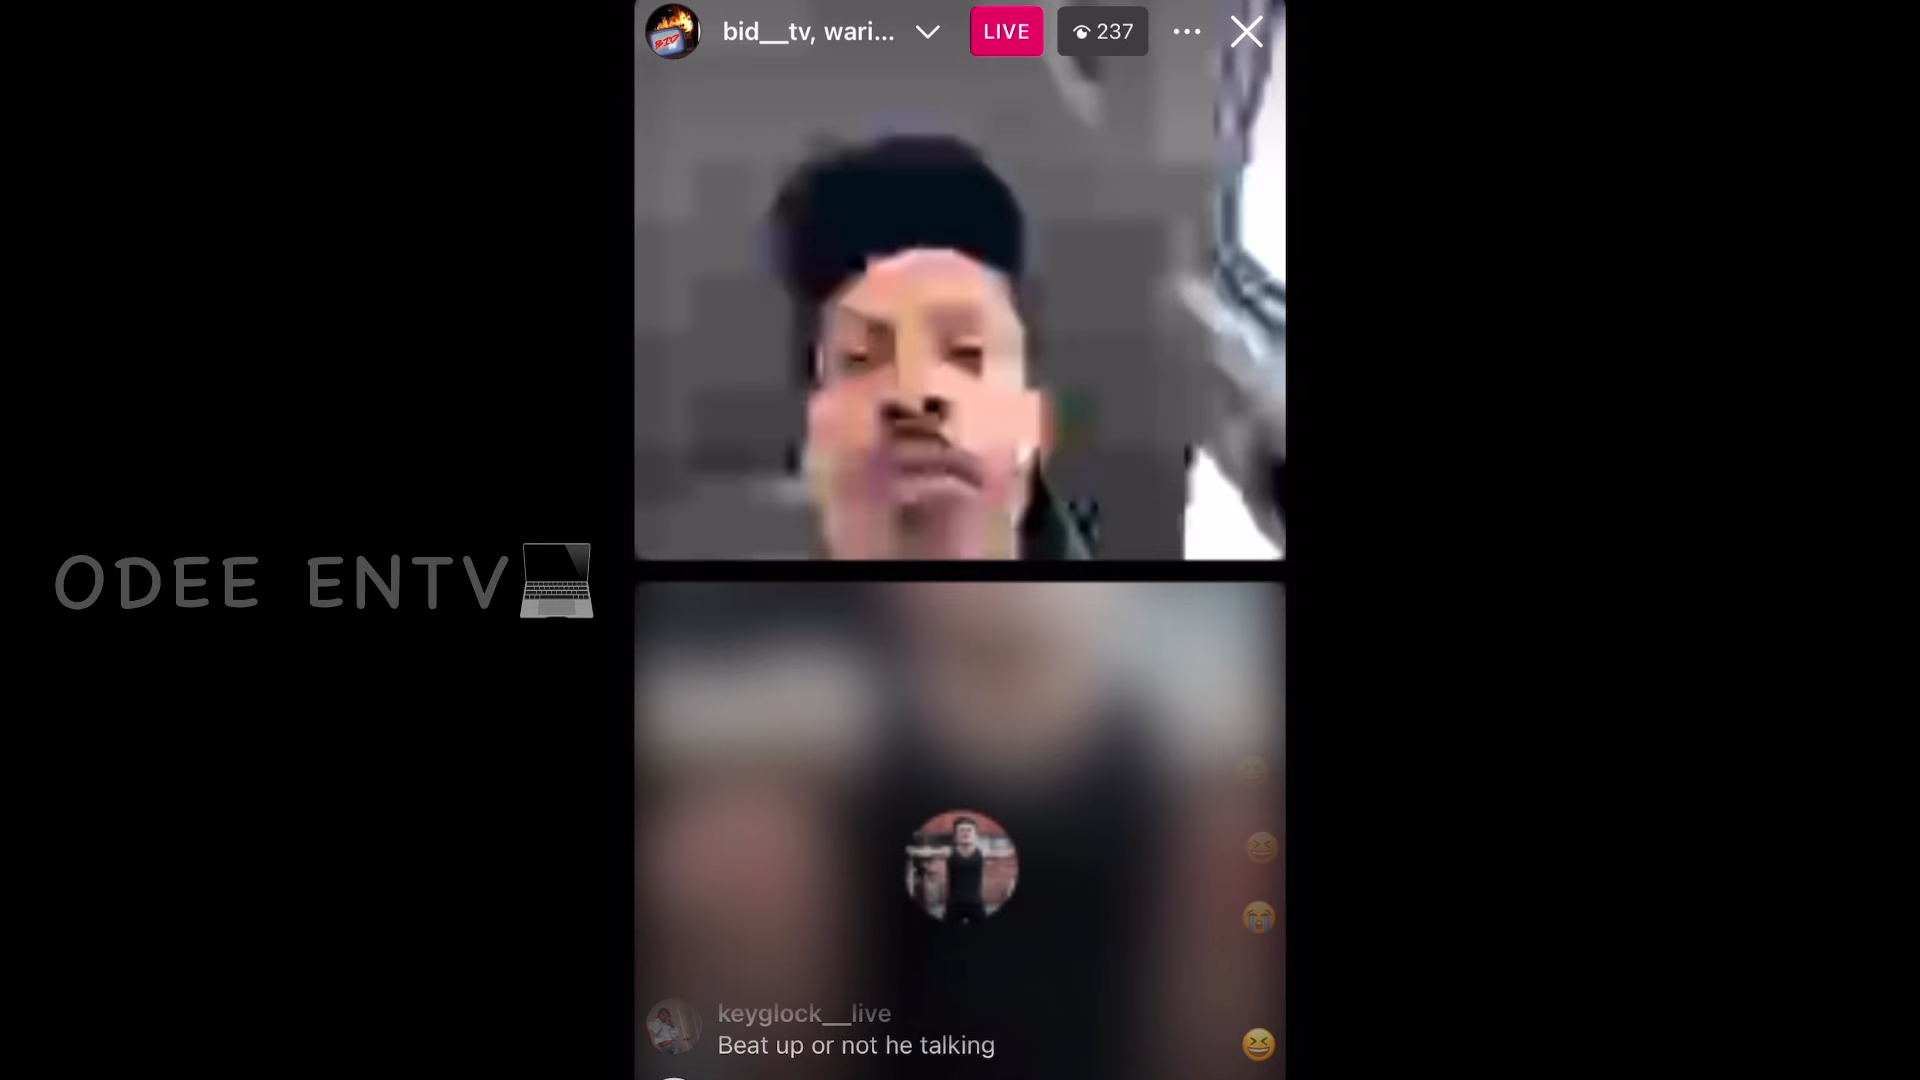 bid__tv, wari...
LIVE
237
ODEE ENTV
keyglock__live
Beat up or not he talking